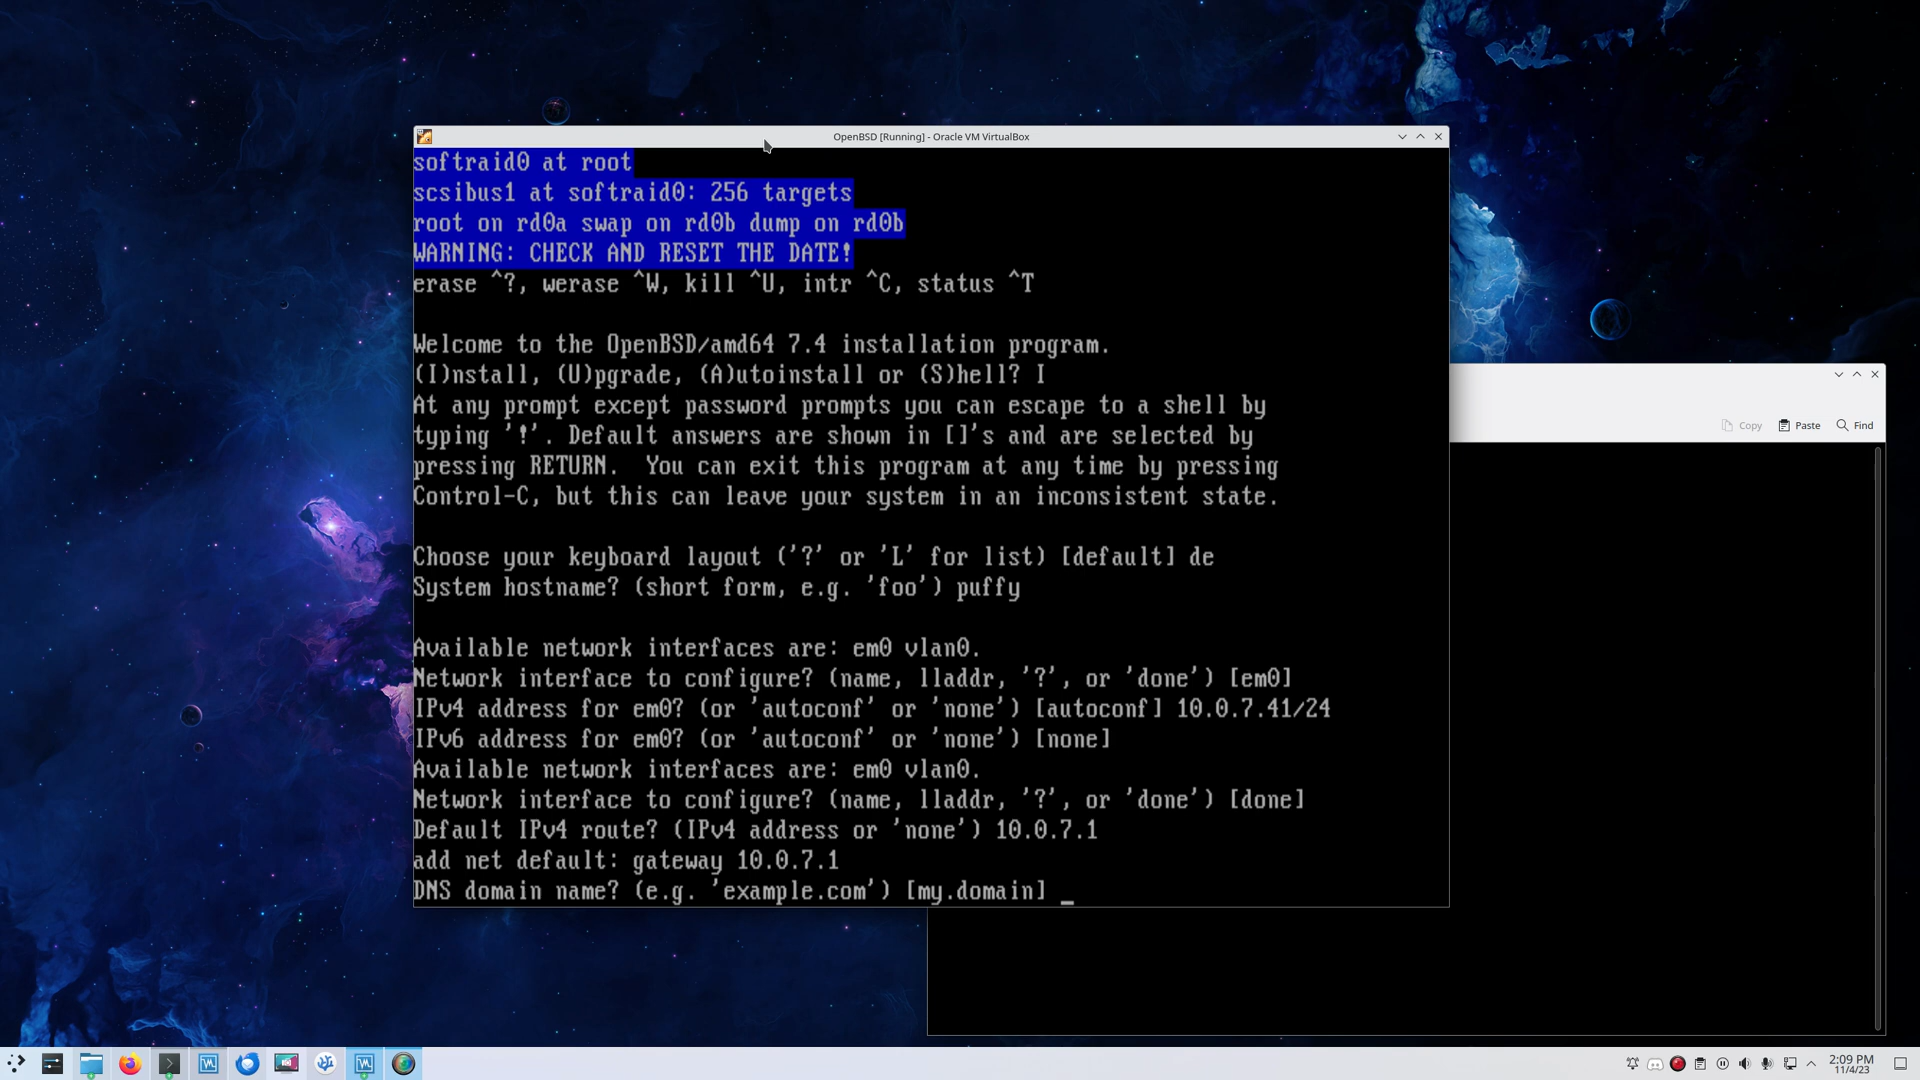 OpenBSD [Running] - Oracle VM VirtualBox
softraid0 at root
scsibus1 at softraid0: 256 targets
root on rd0a swap on rd0b dump on rd0b
WARNING: CHECK AND RESET THE DATE!
erase ^?, werase ^W, kill ^U, intr ^C, status ^T
Welcome to the OpenBSD/amd64 7.4 installation program.
(I)nstall, (U)pgrade, (A)utoinstall or (S)hell? I
At any prompt except password prompts you can escape to a shell by
typing '!'. Default answers are shown in []'s and are selected by
pressing RETURN.  You can exit this program at any time by pressing
Control-C, but this can leave your system in an inconsistent state.
Choose your keyboard layout ('?' or 'L' for list) [default] de
System hostname? (short form, e.g. 'foo') puffy
Available network interfaces are: em0 vlan0.
Network interface to configure? (name, lladdr, '?', or 'done') [em0]
IPv4 address for em0? (or 'autoconf' or 'none') [autoconf] 10.0.7.41/24
IPv6 address for em0? (or 'autoconf' or 'none') [none]
Available network interfaces are: em0 vlan0.
Network interface to configure? (name, lladdr, '?', or 'done') [done]
Default IPv4 route? (IPv4 address or 'none') 10.0.7.1
add net default: gateway 10.0.7.1
DNS domain name? (e.g. 'example.com') [my.domain] _
Copy Paste Find
2:09 PM
11/4/23